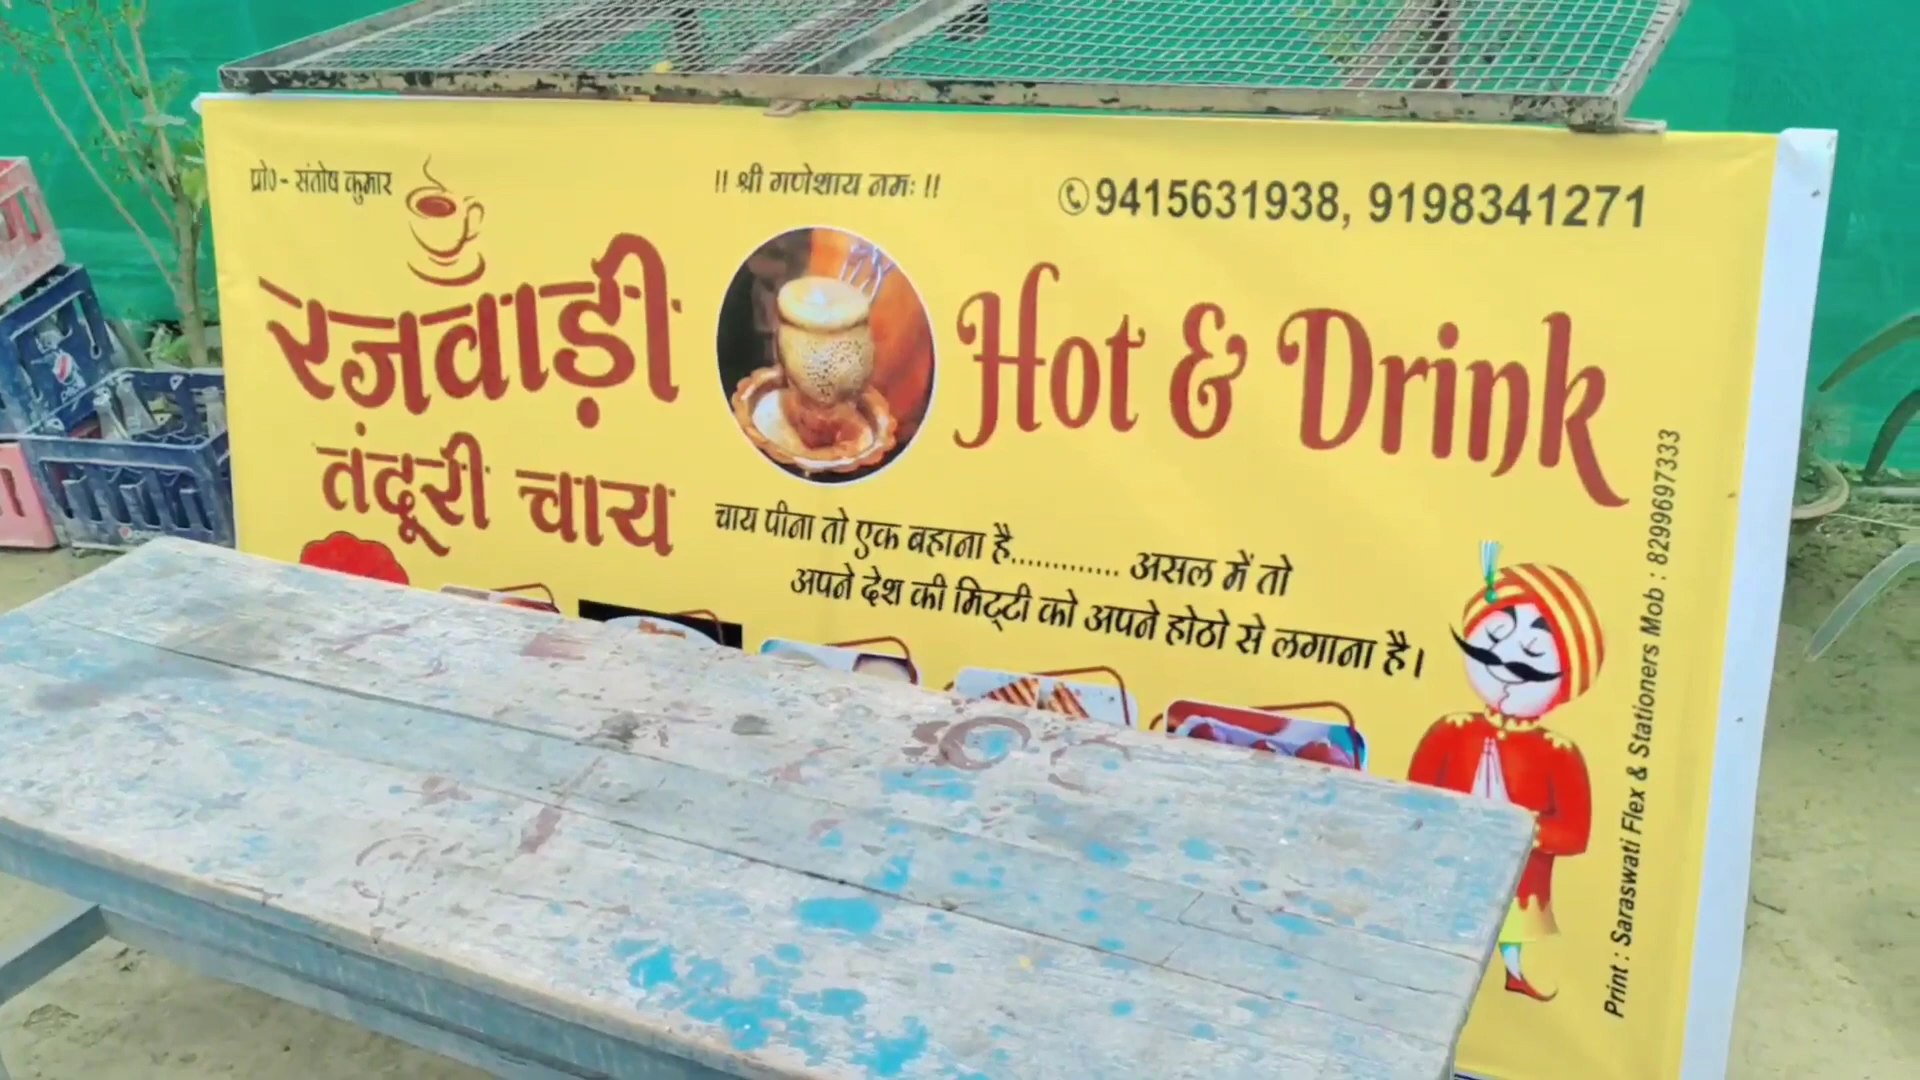 प्रो०- संतोष कुमार
!! श्री गणेशाय नमः !!
9415631938, 9198341271
रजवाड़ी
तंदूरी चाय
Hot & Drink
चाय पीना तो एक बहाना है............. असल में तो
अपने देश की मिट्टी को अपने होठो से लगाना है।
Print : Saraswati Flex & Stationers Mob : 8299697333
pepsi